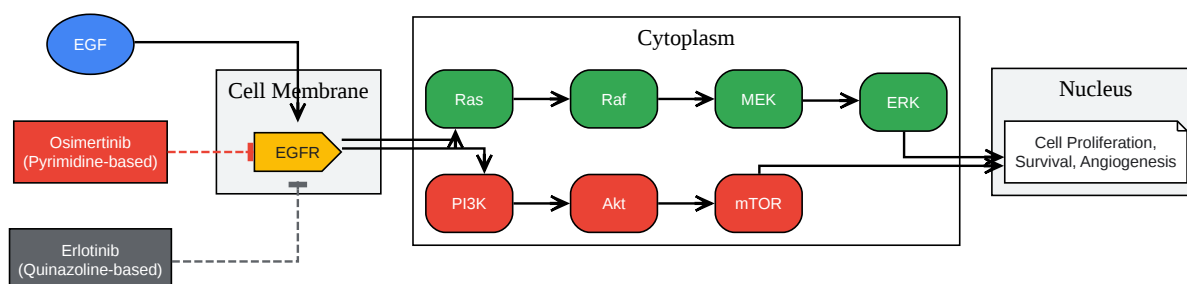 EGF
Cell Membrane
EGFR
Osimertinib
(Pyrimidine-based)
Erlotinib
(Quinazoline-based)
Cytoplasm
Ras
Raf
MEK
ERK
PI3K
Akt
mTOR
Nucleus
Cell Proliferation,
Survival, Angiogenesis